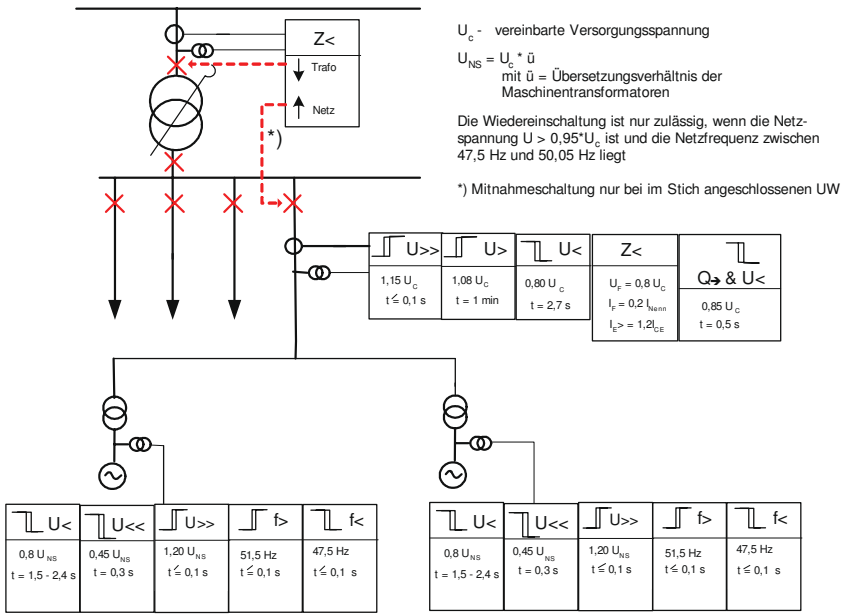 Z<
Trafo
Netz
*)
U_c - vereinbarte Versorgungsspannung
U_NS = U_c * ü
mit ü = Übersetzungsverhältnis der
Maschinentransformatoren
Die Wiedereinschaltung ist nur zulässig, wenn die Netz-
spannung U > 0,95*U_c ist und die Netzfrequenz zwischen
47,5 Hz und 50,05 Hz liegt
*) Mitnahmeschaltung nur bei im Stich angeschlossenen UW
U>>
1,15 U_C
t ≦ 0,1 s
U>
1,08 U_C
t = 1 min
U<
0,80 U_C
t = 2,7 s
Z<
U_F = 0,8 U_C
I_F = 0,2 I_Nenn
I_E> = 1,2I_CE
Q→ & U<
0,85 U_C
t = 0,5 s
U<
0,8 U_NS
t = 1,5 - 2,4 s
U<<
0,45 U_NS
t = 0,3 s
U>>
1,20 U_NS
t ≦ 0,1 s
f>
51,5 Hz
t ≦ 0,1 s
f<
47,5 Hz
t ≦ 0,1 s
U<
0,8 U_NS
t = 1,5 - 2,4 s
U<<
0,45 U_NS
t = 0,3 s
U>>
1,20 U_NS
t ≦ 0,1 s
f>
51,5 Hz
t ≦ 0,1 s
f<
47,5 Hz
t ≦ 0,1 s